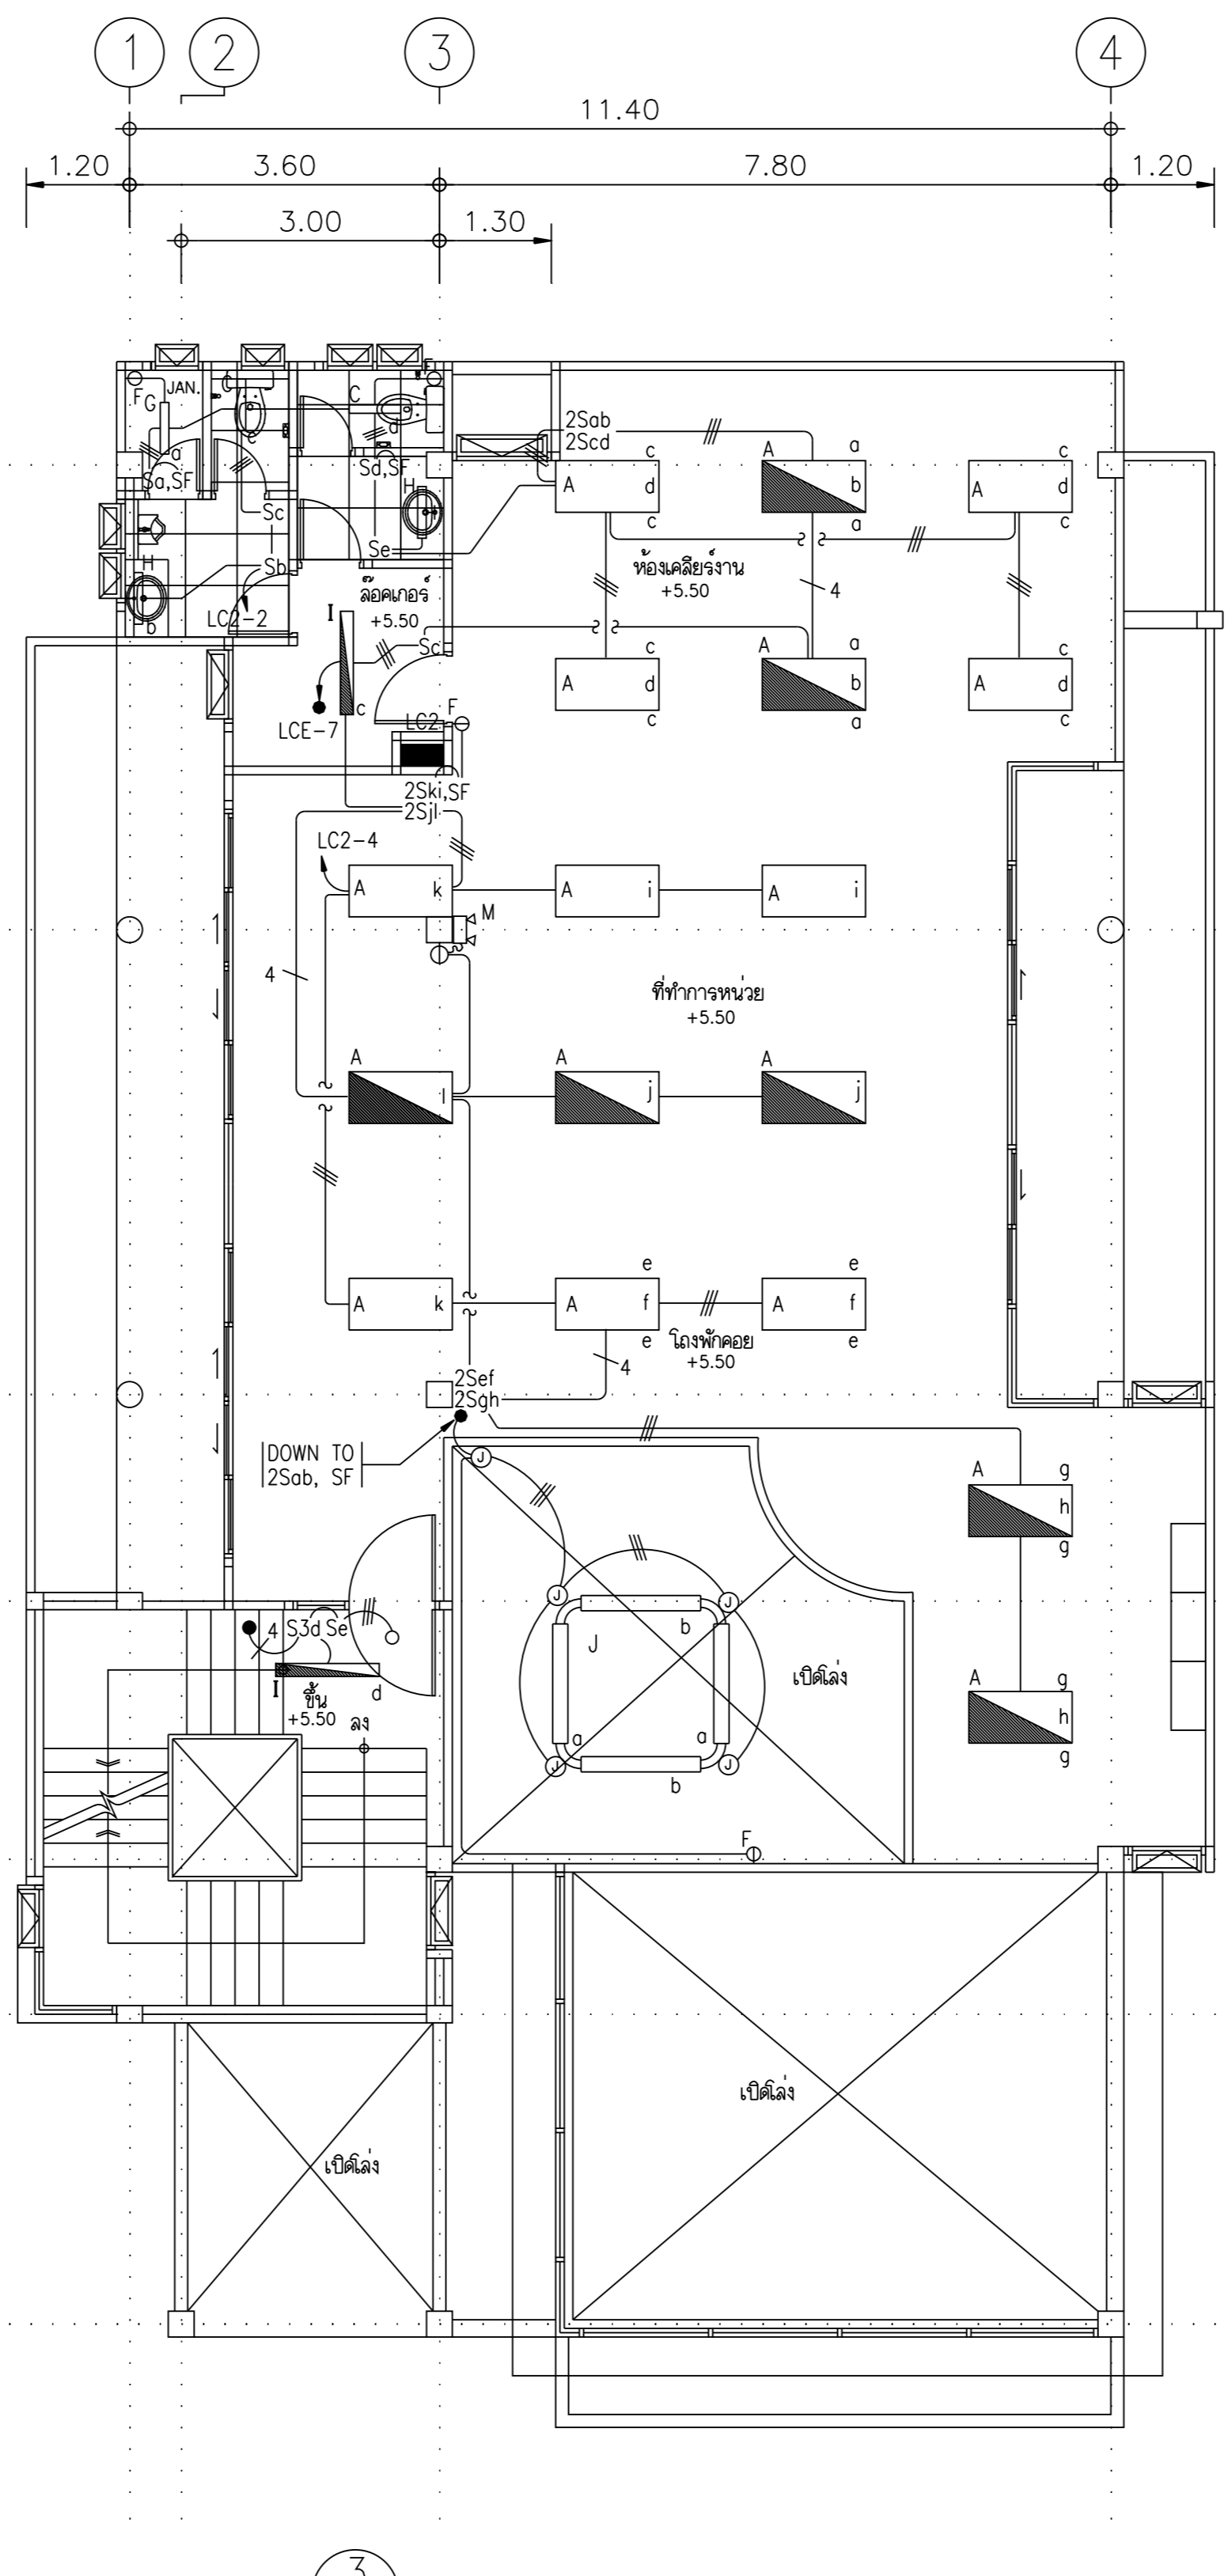 1 2 3 4
11.40
1.20 3.60 7.80 1.20
3.00 1.30
F G JAN. C F
a e d
Sa,SF Sd,SF
H
Sc
Se
H Sb
b
LC2-2
2Sab
2Scd
A c d c
A a b a
A c d c
ห้องเคลียร์งาน
+5.50
4
ล๊อคเกอร์
+5.50
I
Sc
c
LCE-7
LC2 F
A c d c
A a b a
A c d c
2Ski,SF
2Sjl
LC2-4
A k
A i
A i
M
4
ที่ทำการหน่วย
+5.50
A l
A j
A j
A k
A e f e
A e f e
โถงพักคอย
+5.50
4
2Sef
2Sgh
DOWN TO
2Sab, SF
J
A g h g
J J
b
J
4 S3d Se
I d
ขึ้น
+5.50
ลง
เปิดโล่ง
A g h g
a a
J J
b
F
เปิดโล่ง
เปิดโล่ง
3